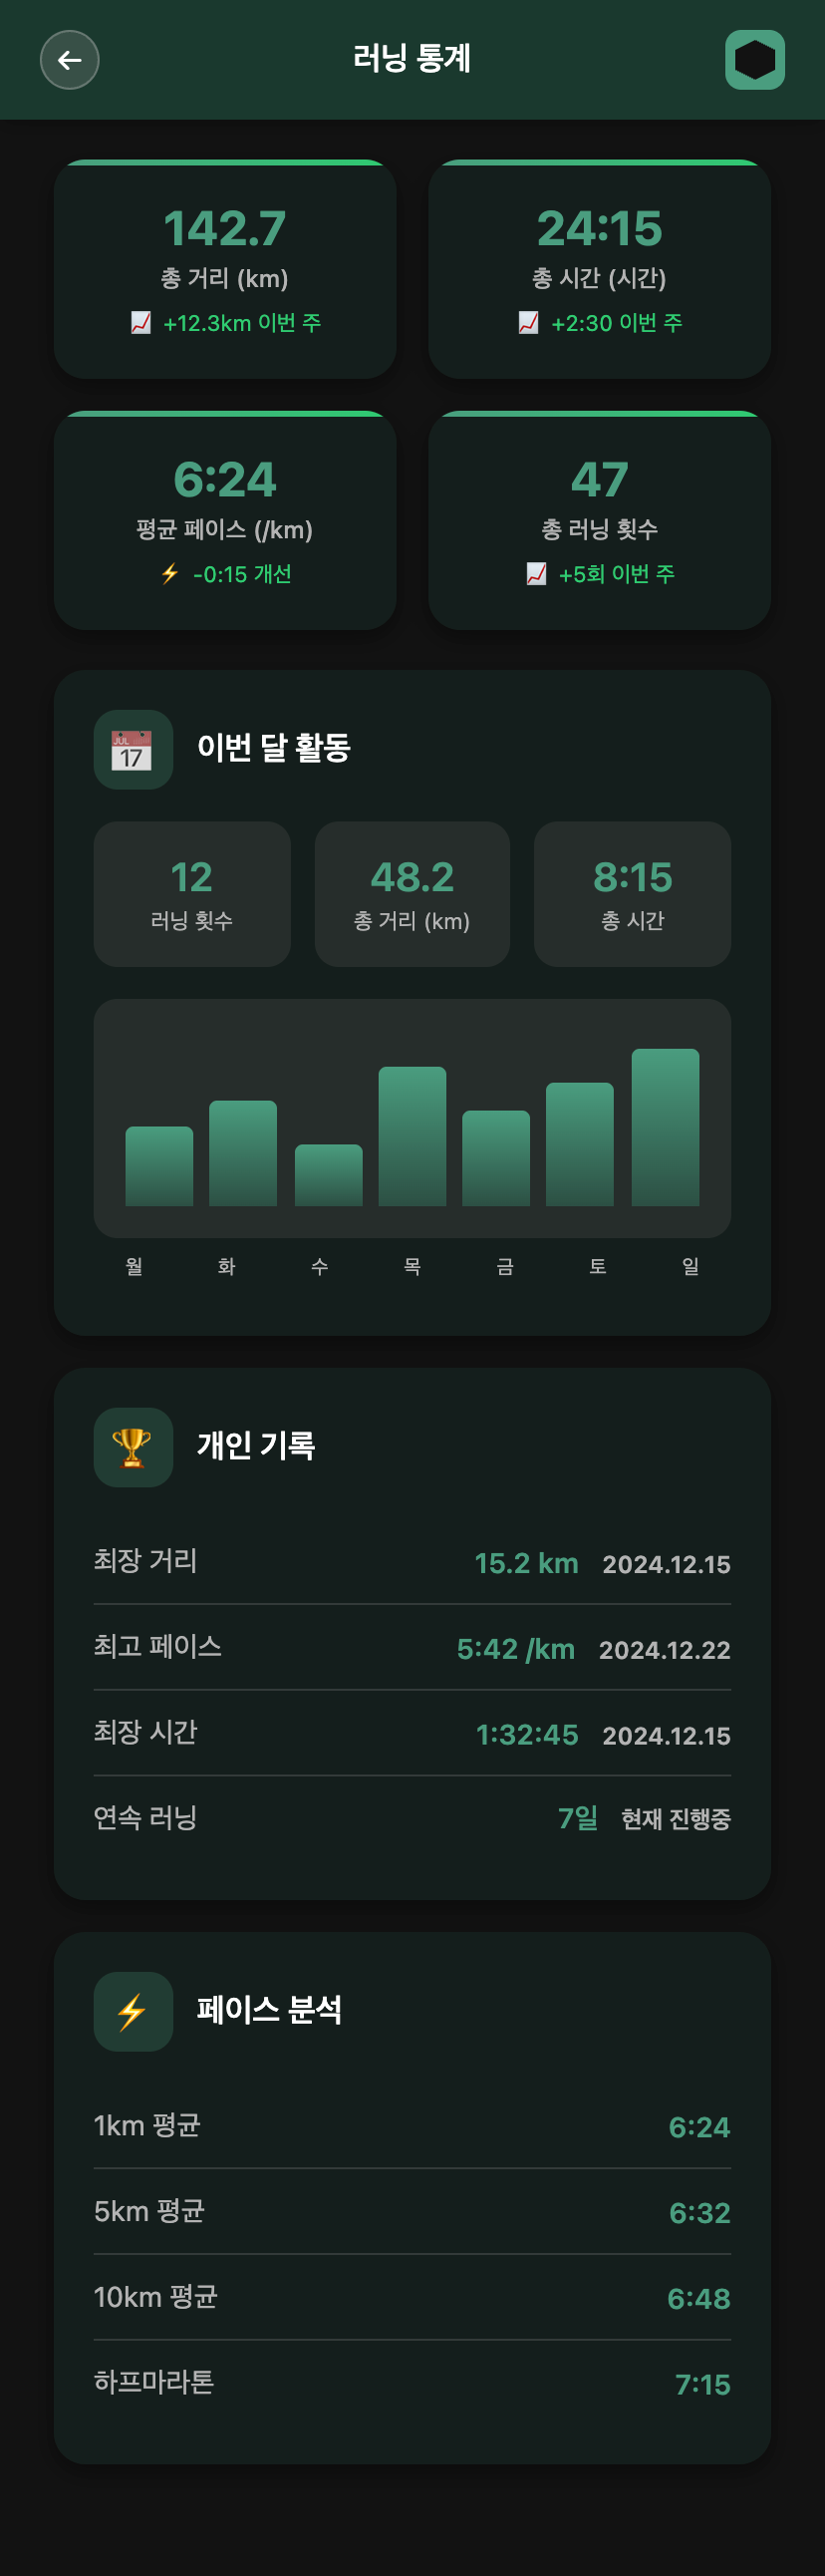 러닝 통계
142.7
총 거리 (km)
📈 +12.3km 이번 주
24:15
총 시간 (시간)
📈 +2:30 이번 주
6:24
평균 페이스 (/km)
⚡ -0:15 개선
47
총 러닝 횟수
📈 +5회 이번 주
JUL
17
이번 달 활동
12
러닝 횟수
48.2
총 거리 (km)
8:15
총 시간
월 화 수 목 금 토 일
개인 기록
최장 거리 15.2 km 2024.12.15
최고 페이스 5:42 /km 2024.12.22
최장 시간 1:32:45 2024.12.15
연속 러닝 7일 현재 진행중
페이스 분석
1km 평균 6:24
5km 평균 6:32
10km 평균 6:48
하프마라톤 7:15